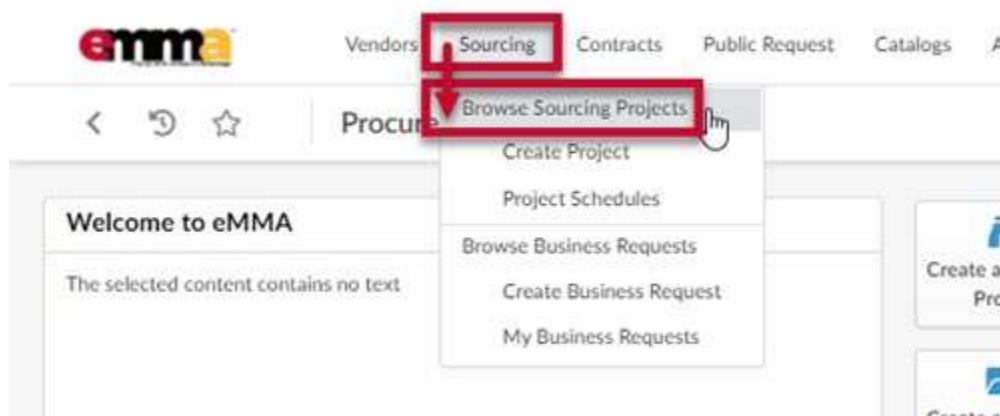 emma
Vendors Sourcing Contracts Public Request Catalogs A
Procure
Browse Sourcing Projects
Create Project
Project Schedules
Browse Business Requests
Create Business Request
My Business Requests
Welcome to eMMA
The selected content contains no text
Create a
Pro